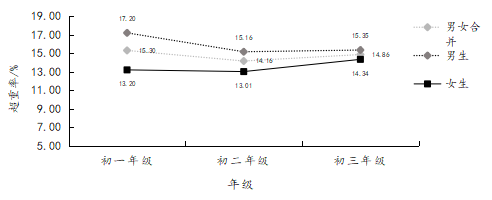 19.00
17.00
15.00
13.00
11.00
9.00
7.00
5.00
超重率/%
17.20
15.16
15.35
15.30
14.16
14.86
13.20
13.01
14.34
初一年级
初二年级
初三年级
年级
男女合
并
男生
女生